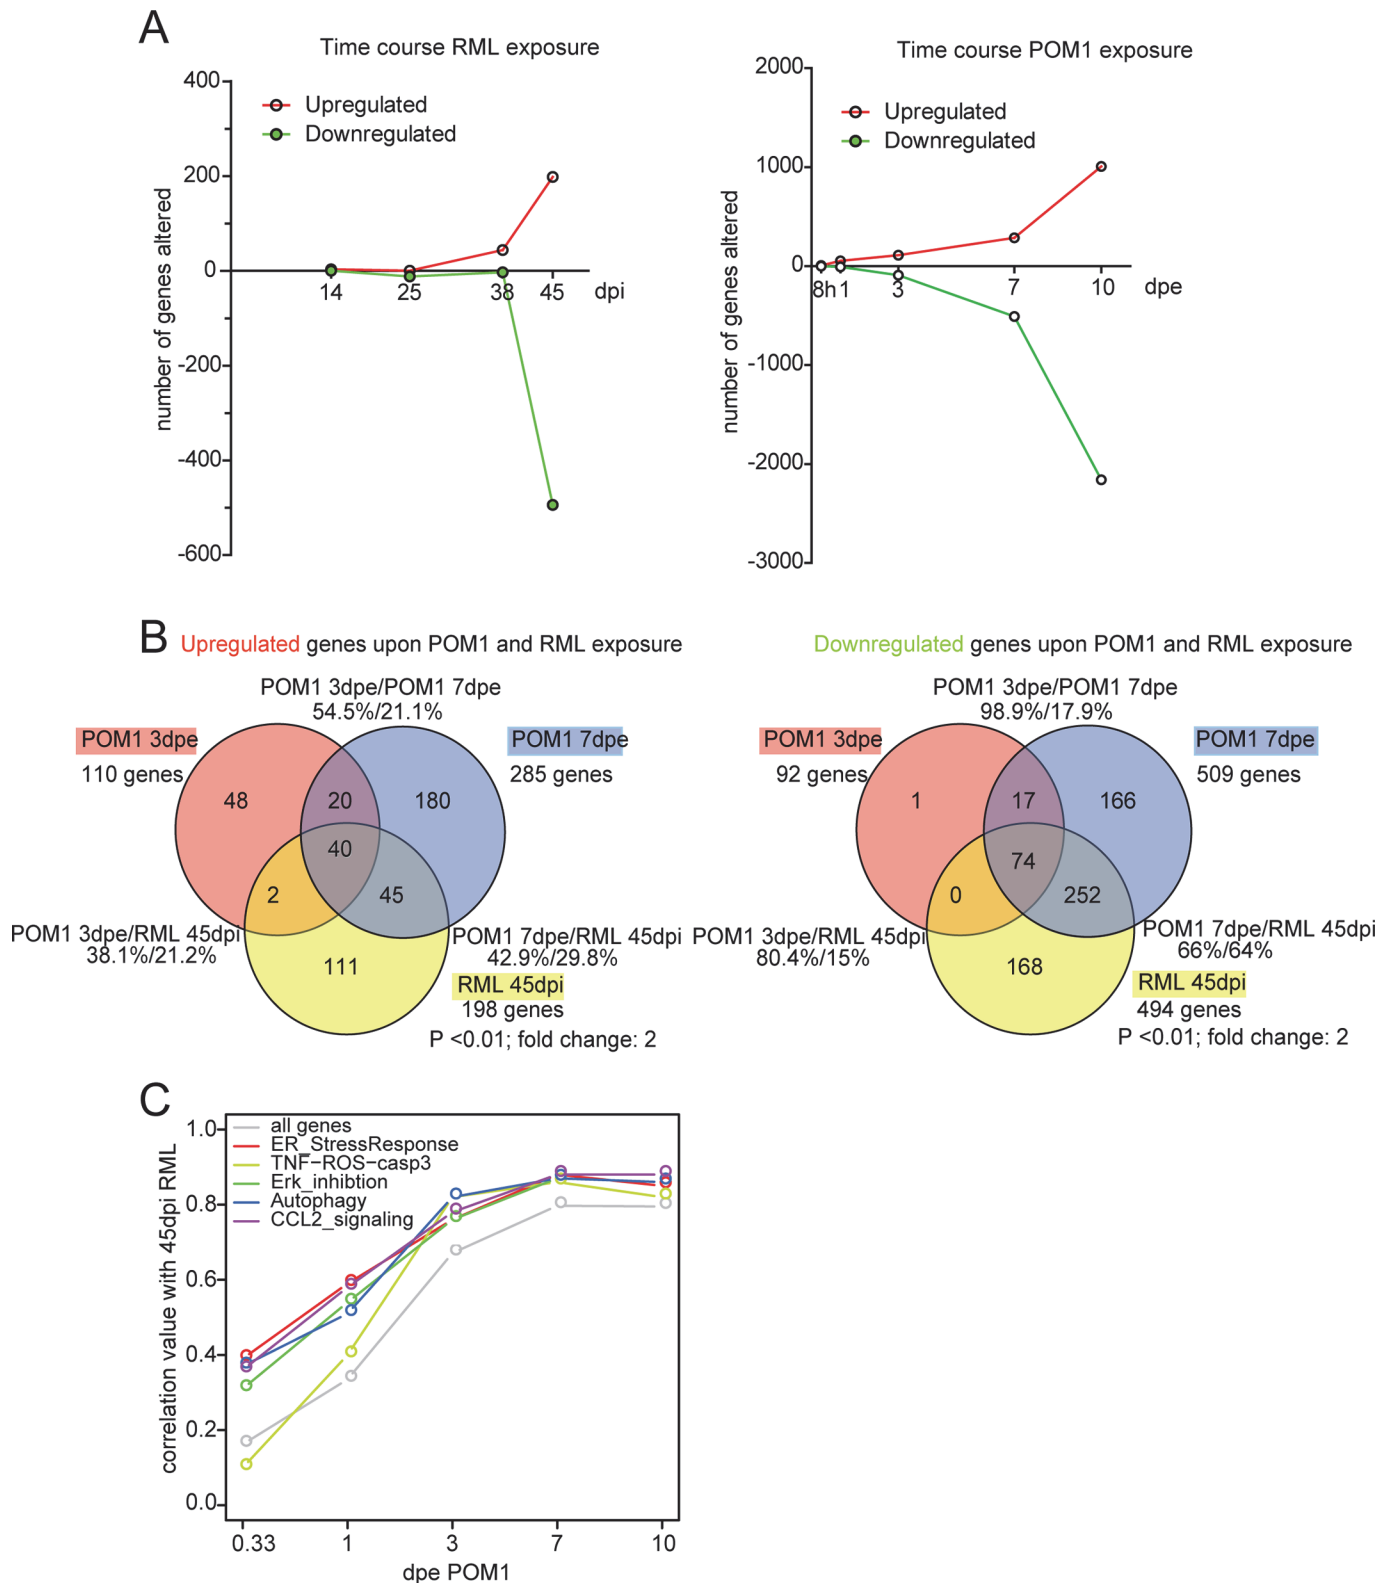 A
Time course RML exposure
400
200
0
-200
-400
-600
number of genes altered
Upregulated
Downregulated
14 25 38 45 dpi
Time course POM1 exposure
2000
1000
0
-1000
-2000
-3000
number of genes altered
Upregulated
Downregulated
8h 1 3 7 10 dpe
B
Upregulated genes upon POM1 and RML exposure
POM1 3dpe/POM1 7dpe
54.5%/21.1%
POM1 3dpe
110 genes
POM1 7dpe
285 genes
48 20 180
40
2 45
POM1 3dpe/RML 45dpi
38.1%/21.2%
POM1 7dpe/RML 45dpi
42.9%/29.8%
111
RML 45dpi
198 genes
P <0.01; fold change: 2
Downregulated genes upon POM1 and RML exposure
POM1 3dpe/POM1 7dpe
98.9%/17.9%
POM1 3dpe
92 genes
POM1 7dpe
509 genes
1 17 166
74
0 252
POM1 3dpe/RML 45dpi
80.4%/15%
POM1 7dpe/RML 45dpi
66%/64%
168
RML 45dpi
494 genes
P <0.01; fold change: 2
C
correlation value with 45dpi RML
1.0
0.8
0.6
0.4
0.2
0.0
all genes
ER_StressResponse
TNF−ROS−casp3
Erk_inhibtion
Autophagy
CCL2_signaling
0.33 1 3 7 10
dpe POM1